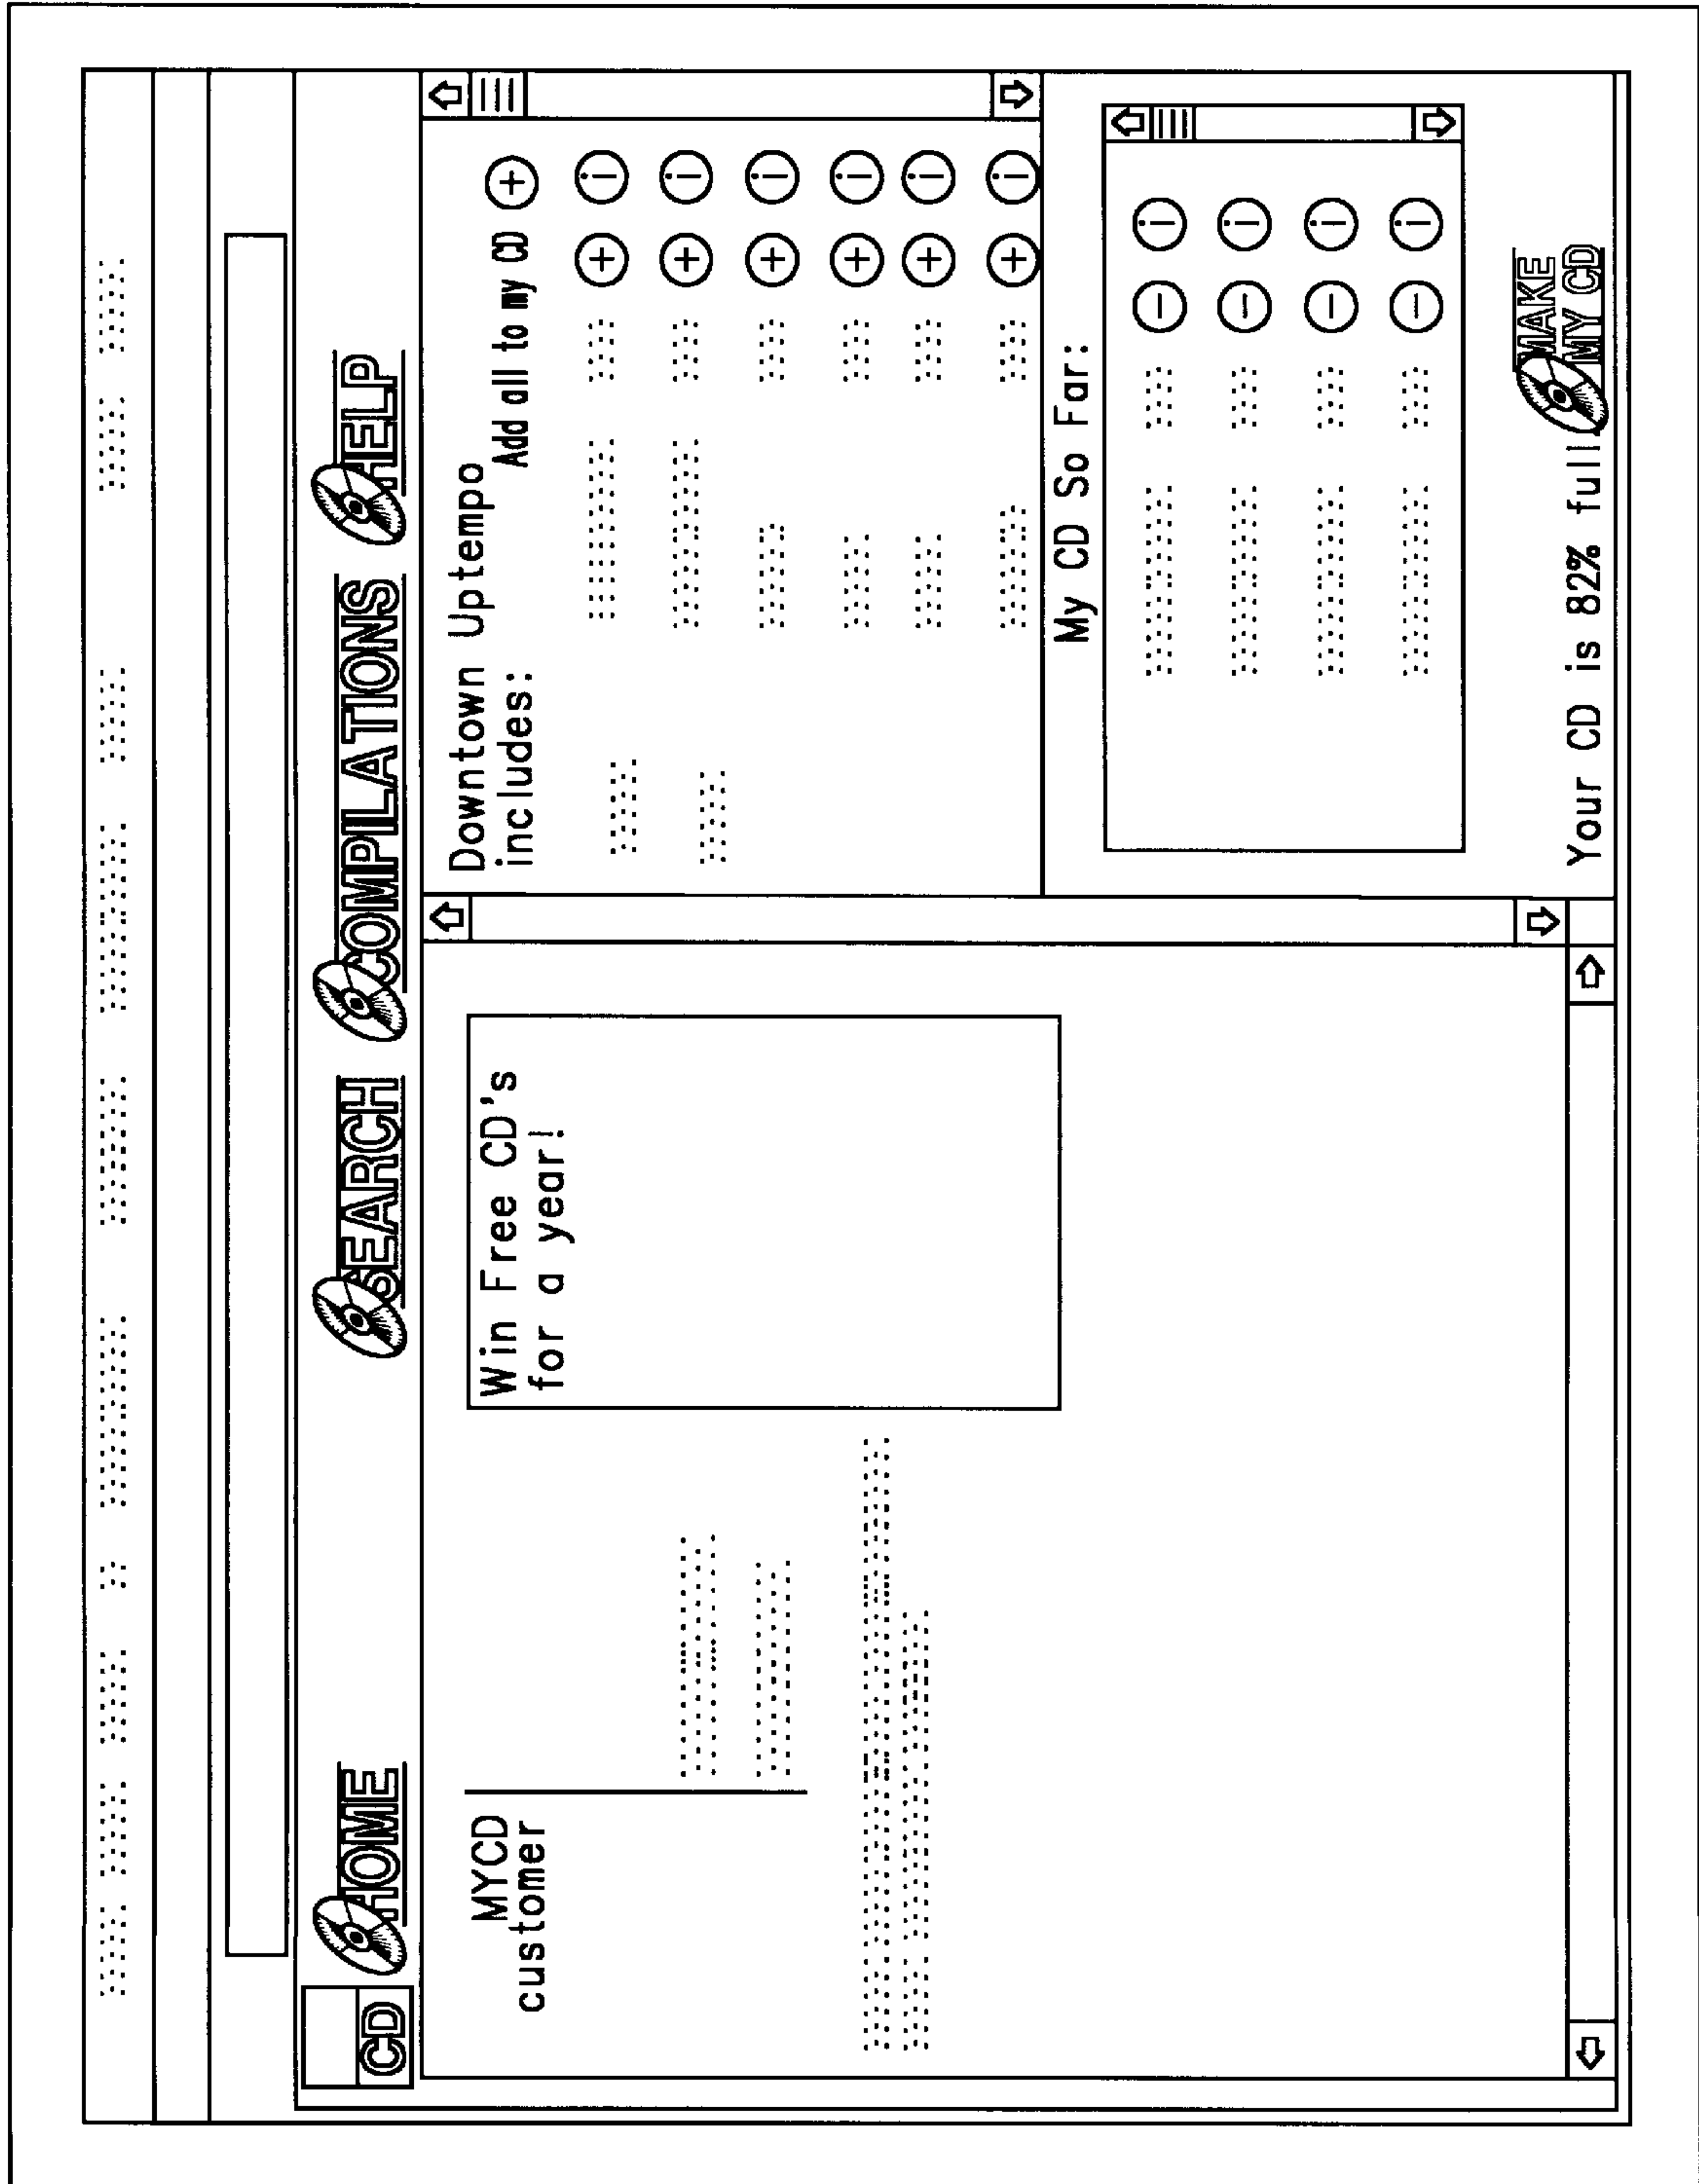 CD
HOME
SEARCH
COMPILATIONS
HELP
MYCD
customer
Win Free CD's
for a year!
Downtown Uptempo
includes:
Add all to my CD +
+ i
+ i
+ i
+ i
+ i
+ i
My CD So Far:
- i
- i
- i
- i
Your CD is 82% full.
MAKE
MY CD